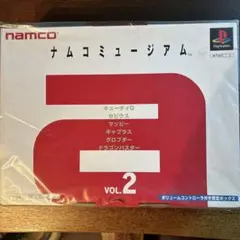 namco
ナムコミュージアム
PlayStation
キューティQ
ゼビウス
マッピー
ギャプラス
グロブダー
ドラゴンバスター
VOL.2
ボリュームコントローラ付き限定ボックス